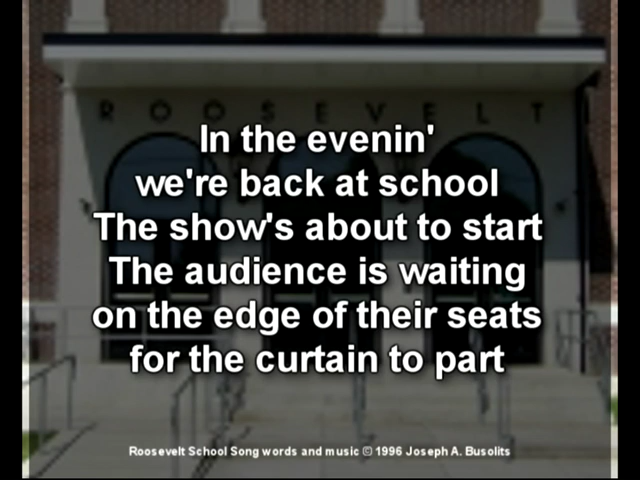 ROOSEVELT
In the evenin'
we're back at school
The show's about to start
The audience is waiting
on the edge of their seats
for the curtain to part
Roosevelt School Song words and music © 1996 Joseph A. Busolits